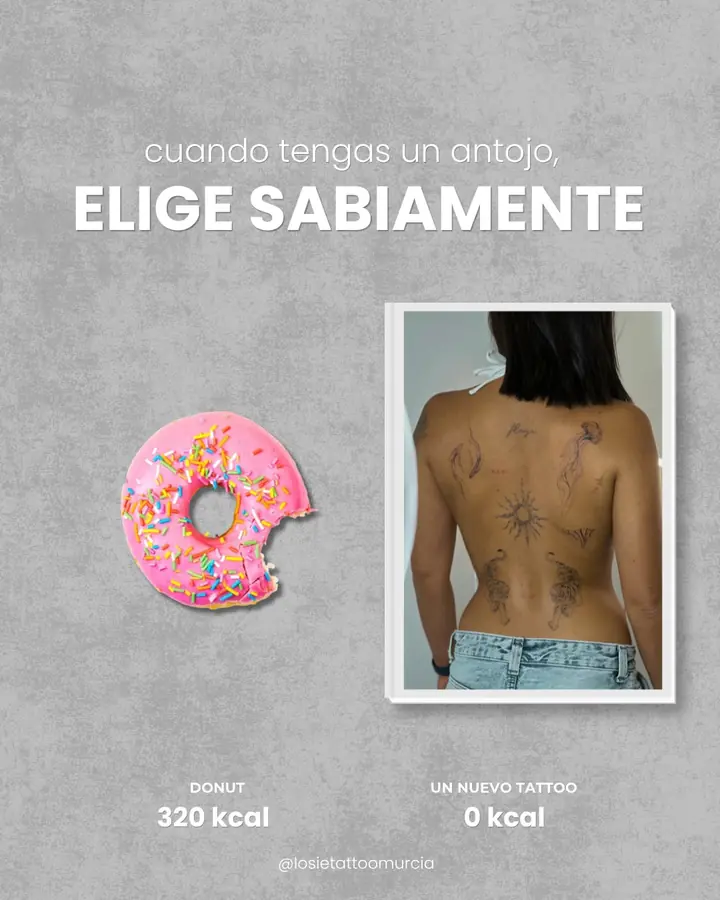 cuando tengas un antojo,
ELIGE SABIAMENTE
DONUT
320 kcal
UN NUEVO TATTOO
0 kcal
@losietattoomurcia